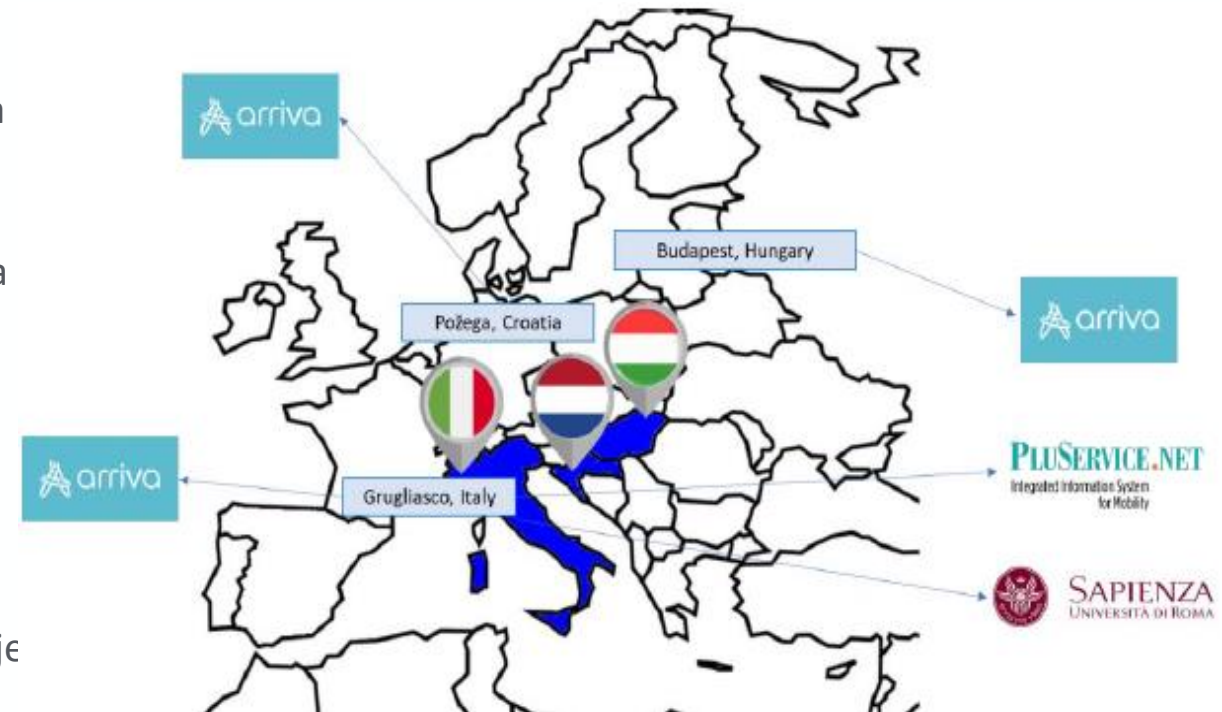 arriva
Budapest, Hungary
arriva
Požega, Croatia
arriva
Grugliasco, Italy
PLUSERVICE.NET
Integrated Information System
for Mobility
SAPIENZA
UNIVERSITÀ DI ROMA
a
je